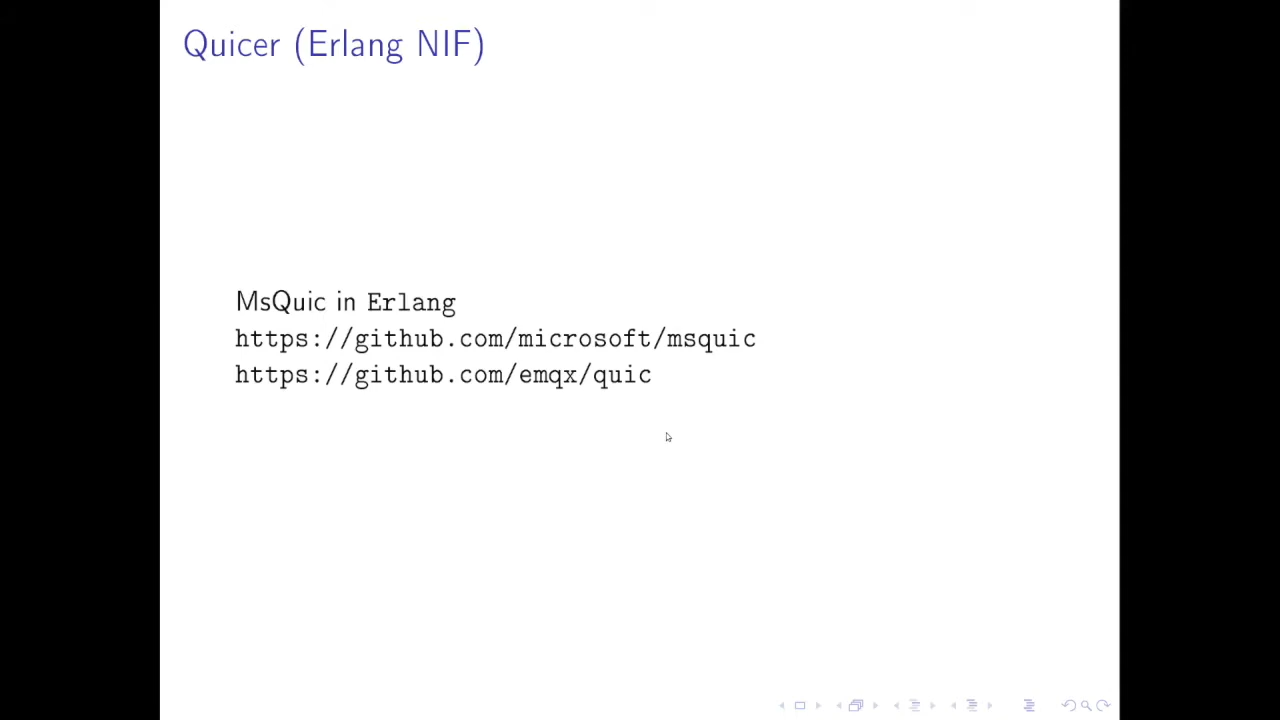 Quicer (Erlang NIF)
MsQuic in Erlang
https://github.com/microsoft/msquic
https://github.com/emqx/quic